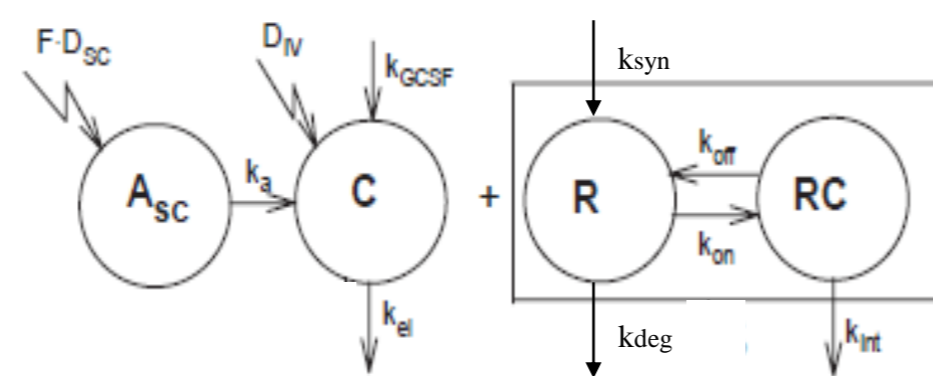 F·D_SC
D_IV
k_GCSF
ksyn
A_SC
k_a
C
+
R
k_off
k_on
RC
k_el
kdeg
k_int